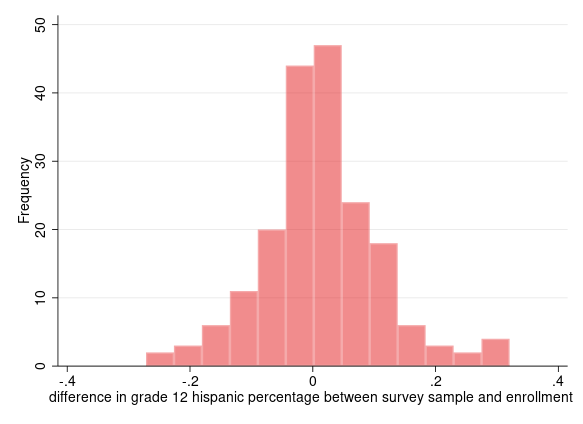 50
40
30
20
10
0
Frequency
-.4 -.2 0 .2 .4
difference in grade 12 hispanic percentage between survey sample and enrollment